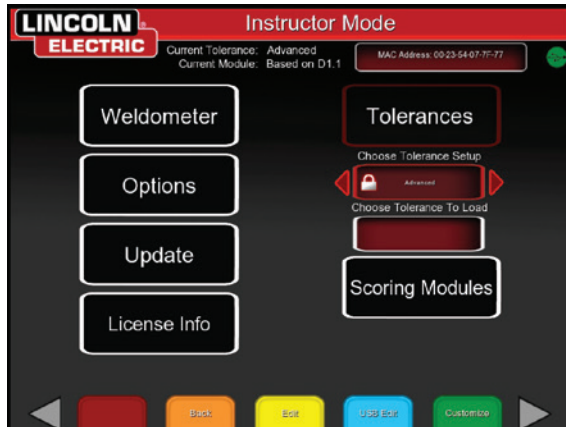 LINCOLN®
ELECTRIC
Instructor Mode
Current Tolerance: Advanced
Current Module: Based on D1.1
MAC Address: 00-23-54-07-7F-77
Weldometer
Options
Update
License Info
Tolerances
Choose Tolerance Setup
Advanced
Choose Tolerance To Load
Scoring Modules
Back
Edit
USB Edit
Customize